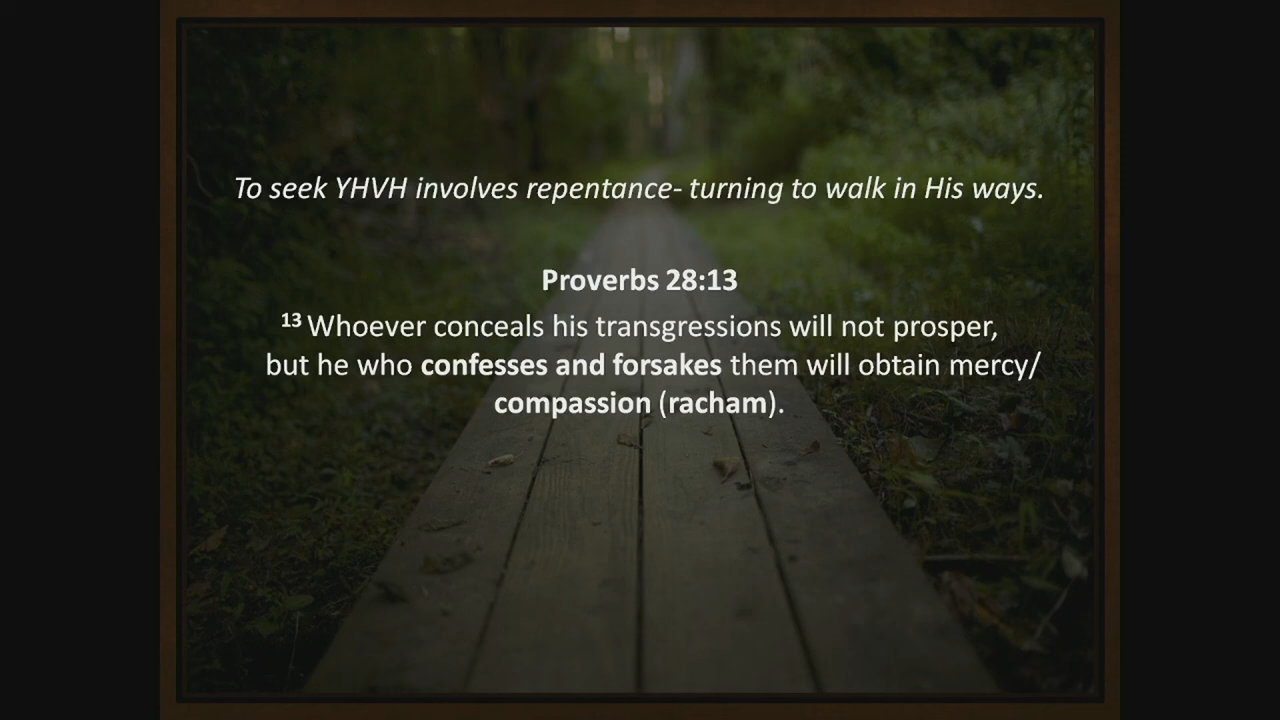 To seek YHVH involves repentance- turning to walk in His ways.
Proverbs 28:13
13 Whoever conceals his transgressions will not prosper,
but he who confesses and forsakes them will obtain mercy/
compassion (racham).